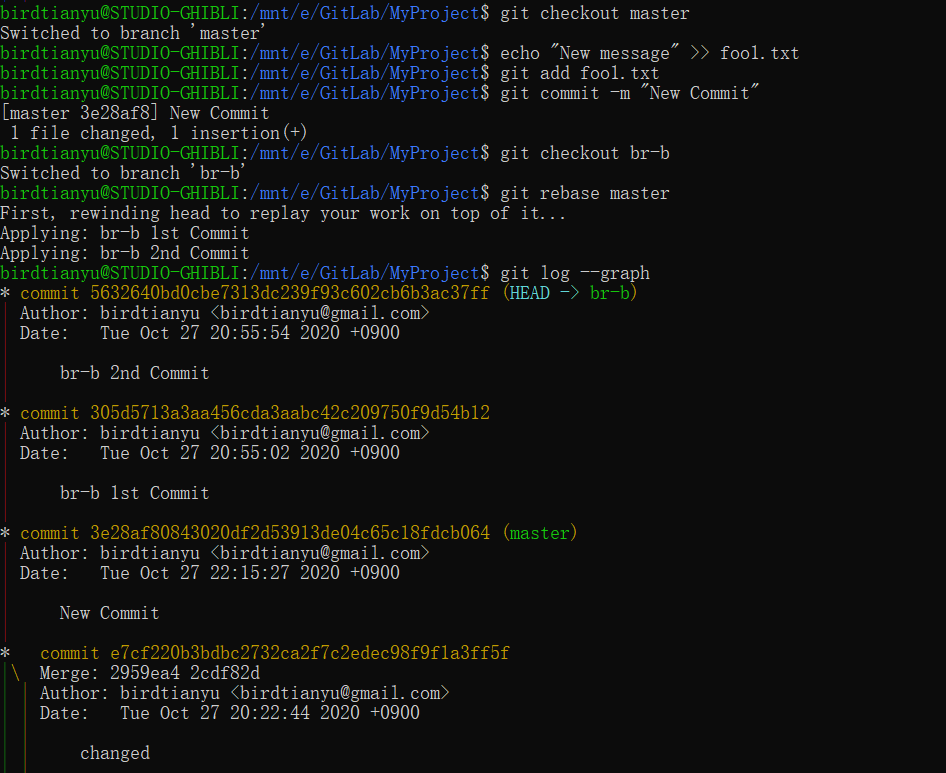 birdtianyu@STUDIO-GHIBLI:/mnt/e/GitLab/MyProject$ git checkout master
Switched to branch 'master'
birdtianyu@STUDIO-GHIBLI:/mnt/e/GitLab/MyProject$ echo "New message" >> fool.txt
birdtianyu@STUDIO-GHIBLI:/mnt/e/GitLab/MyProject$ git add fool.txt
birdtianyu@STUDIO-GHIBLI:/mnt/e/GitLab/MyProject$ git commit -m "New Commit"
[master 3e28af8] New Commit
 1 file changed, 1 insertion(+)
birdtianyu@STUDIO-GHIBLI:/mnt/e/GitLab/MyProject$ git checkout br-b
Switched to branch 'br-b'
birdtianyu@STUDIO-GHIBLI:/mnt/e/GitLab/MyProject$ git rebase master
First, rewinding head to replay your work on top of it...
Applying: br-b 1st Commit
Applying: br-b 2nd Commit
birdtianyu@STUDIO-GHIBLI:/mnt/e/GitLab/MyProject$ git log --graph
* commit 5632640bd0cbe7313dc239f93c602cb6b3ac37ff (HEAD -> br-b)
| Author: birdtianyu <birdtianyu@gmail.com>
| Date:   Tue Oct 27 20:55:54 2020 +0900
|
|     br-b 2nd Commit
|
* commit 305d5713a3aa456cda3aabc42c209750f9d54b12
| Author: birdtianyu <birdtianyu@gmail.com>
| Date:   Tue Oct 27 20:55:02 2020 +0900
|
|     br-b 1st Commit
|
* commit 3e28af80843020df2d53913de04c65c18fdcb064 (master)
| Author: birdtianyu <birdtianyu@gmail.com>
| Date:   Tue Oct 27 22:15:27 2020 +0900
|
|     New Commit
|
*   commit e7cf220b3bdbc2732ca2f7c2edec98f9f1a3ff5f
|\  Merge: 2959ea4 2cdf82d
| | Author: birdtianyu <birdtianyu@gmail.com>
| | Date:   Tue Oct 27 20:22:44 2020 +0900
| |
| |     changed